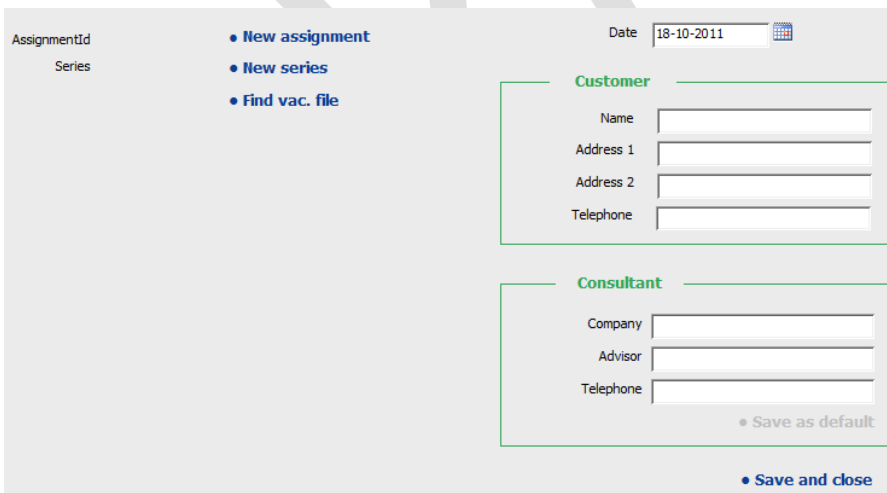 AssignmentId
Series
• New assignment
• New series
• Find vac. file
Date 18-10-2011
Customer
Name
Address 1
Address 2
Telephone
Consultant
Company
Advisor
Telephone
• Save as default
• Save and close